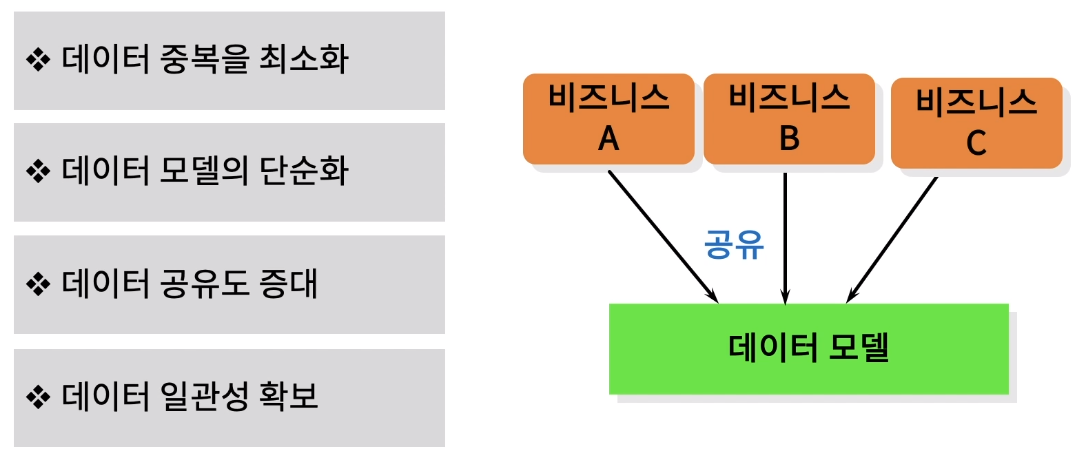 ❖ 데이터 중복을 최소화
❖ 데이터 모델의 단순화
❖ 데이터 공유도 증대
❖ 데이터 일관성 확보
비즈니스
A
비즈니스
B
비즈니스
C
공유
데이터 모델